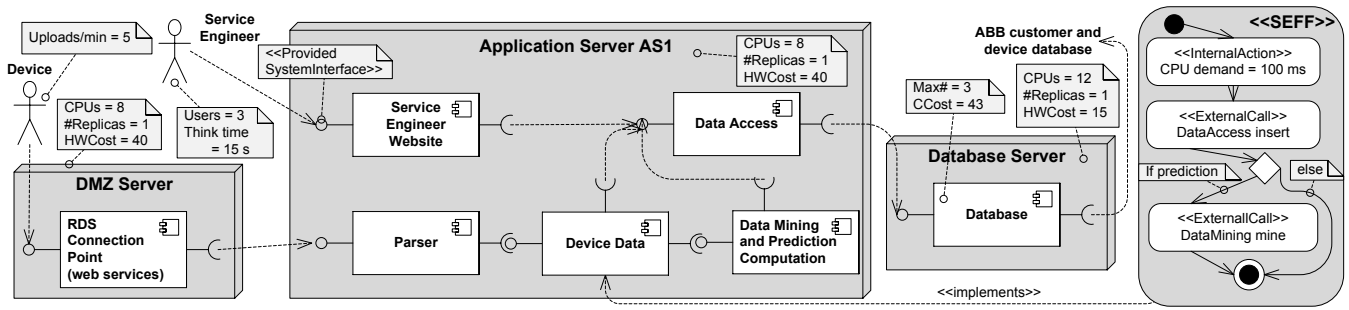 Uploads/min = 5
Service
Engineer
Device
CPUs = 8
#Replicas = 1
HWCost = 40
Users = 3
Think time
= 15 s
DMZ Server
RDS
Connection
Point
(web services)
<<Provided
SystemInterface>>
Application Server AS1
CPUs = 8
#Replicas = 1
HWCost = 40
Service
Engineer
Website
Data Access
Parser
Device Data
Data Mining
and Prediction
Computation
ABB customer and
device database
Max# = 3
CCost = 43
CPUs = 12
#Replicas = 1
HWCost = 15
Database Server
Database
<<implements>>
<<SEFF>>
<<InternalAction>>
CPU demand = 100 ms
<<ExternalCall>>
DataAccess insert
If prediction
else
<<ExternallCall>>
DataMining mine